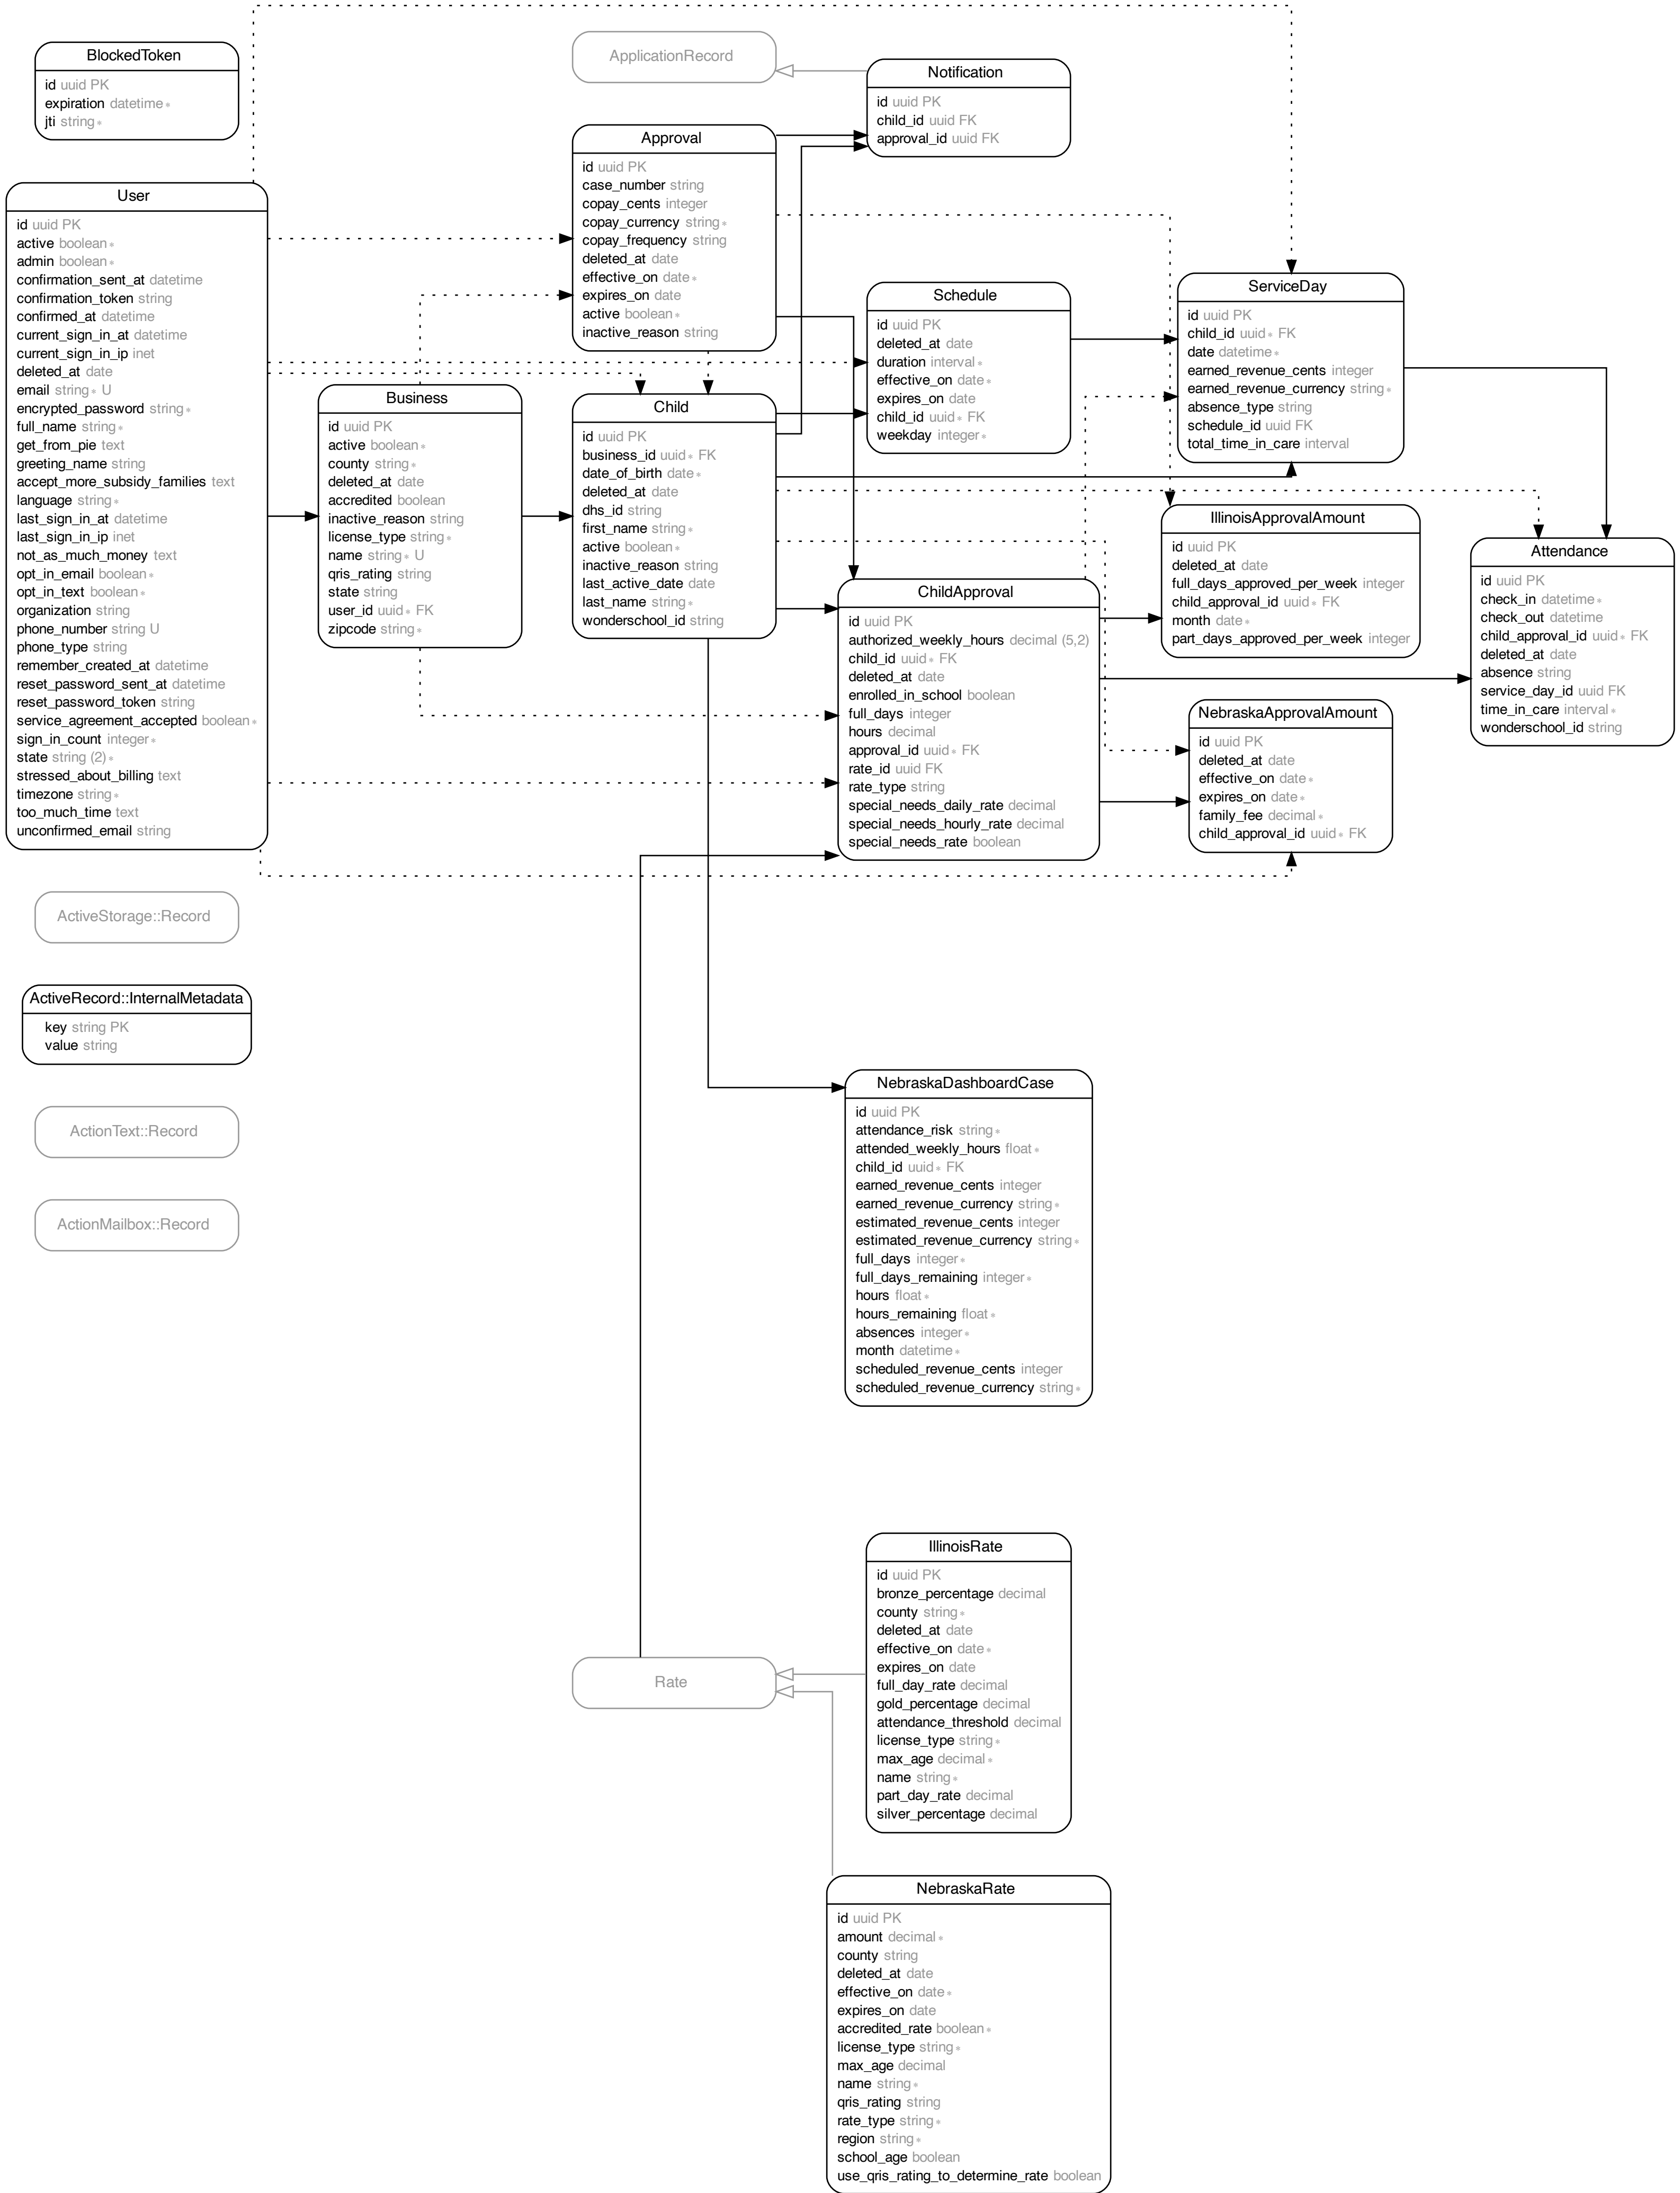 BlockedToken
id uuid PK
expiration datetime *
jti string *
ApplicationRecord
Notification
id uuid PK
child_id uuid FK
approval_id uuid FK
Approval
id uuid PK
case_number string
copay_cents integer
copay_currency string *
copay_frequency string
deleted_at date
effective_on date *
expires_on date
active boolean *
inactive_reason string
User
id uuid PK
active boolean *
admin boolean *
confirmation_sent_at datetime
confirmation_token string
confirmed_at datetime
current_sign_in_at datetime
current_sign_in_ip inet
deleted_at date
email string * U
encrypted_password string *
full_name string *
get_from_pie text
greeting_name string
accept_more_subsidy_families text
language string *
last_sign_in_at datetime
last_sign_in_ip inet
not_as_much_money text
opt_in_email boolean *
opt_in_text boolean *
organization string
phone_number string U
phone_type string
remember_created_at datetime
reset_password_sent_at datetime
reset_password_token string
service_agreement_accepted boolean *
sign_in_count integer *
state string (2) *
stressed_about_billing text
timezone string *
too_much_time text
unconfirmed_email string
Business
id uuid PK
active boolean *
county string *
deleted_at date
accredited boolean
inactive_reason string
license_type string *
name string * U
qris_rating string
state string
user_id uuid * FK
zipcode string *
Child
id uuid PK
business_id uuid * FK
date_of_birth date *
deleted_at date
dhs_id string
first_name string *
active boolean *
inactive_reason string
last_active_date date
last_name string *
wonderschool_id string
Schedule
id uuid PK
deleted_at date
duration interval *
effective_on date *
expires_on date
child_id uuid * FK
weekday integer *
ServiceDay
id uuid PK
child_id uuid * FK
date datetime *
earned_revenue_cents integer
earned_revenue_currency string *
absence_type string
schedule_id uuid FK
total_time_in_care interval
ChildApproval
id uuid PK
authorized_weekly_hours decimal (5,2)
child_id uuid * FK
deleted_at date
enrolled_in_school boolean
full_days integer
hours decimal
approval_id uuid * FK
rate_id uuid FK
rate_type string
special_needs_daily_rate decimal
special_needs_hourly_rate decimal
special_needs_rate boolean
IllinoisApprovalAmount
id uuid PK
deleted_at date
full_days_approved_per_week integer
child_approval_id uuid * FK
month date *
part_days_approved_per_week integer
Attendance
id uuid PK
check_in datetime *
check_out datetime
child_approval_id uuid * FK
deleted_at date
absence string
service_day_id uuid FK
time_in_care interval *
wonderschool_id string
NebraskaApprovalAmount
id uuid PK
deleted_at date
effective_on date *
expires_on date *
family_fee decimal *
child_approval_id uuid * FK
ActiveStorage::Record
ActiveRecord::InternalMetadata
key string PK
value string
ActionText::Record
ActionMailbox::Record
NebraskaDashboardCase
id uuid PK
attendance_risk string *
attended_weekly_hours float *
child_id uuid * FK
earned_revenue_cents integer
earned_revenue_currency string *
estimated_revenue_cents integer
estimated_revenue_currency string *
full_days integer *
full_days_remaining integer *
hours float *
hours_remaining float *
absences integer *
month datetime *
scheduled_revenue_cents integer
scheduled_revenue_currency string *
Rate
IllinoisRate
id uuid PK
bronze_percentage decimal
county string *
deleted_at date
effective_on date *
expires_on date
full_day_rate decimal
gold_percentage decimal
attendance_threshold decimal
license_type string *
max_age decimal *
name string *
part_day_rate decimal
silver_percentage decimal
NebraskaRate
id uuid PK
amount decimal *
county string
deleted_at date
effective_on date *
expires_on date
accredited_rate boolean *
license_type string *
max_age decimal
name string *
qris_rating string
rate_type string *
region string *
school_age boolean
use_qris_rating_to_determine_rate boolean